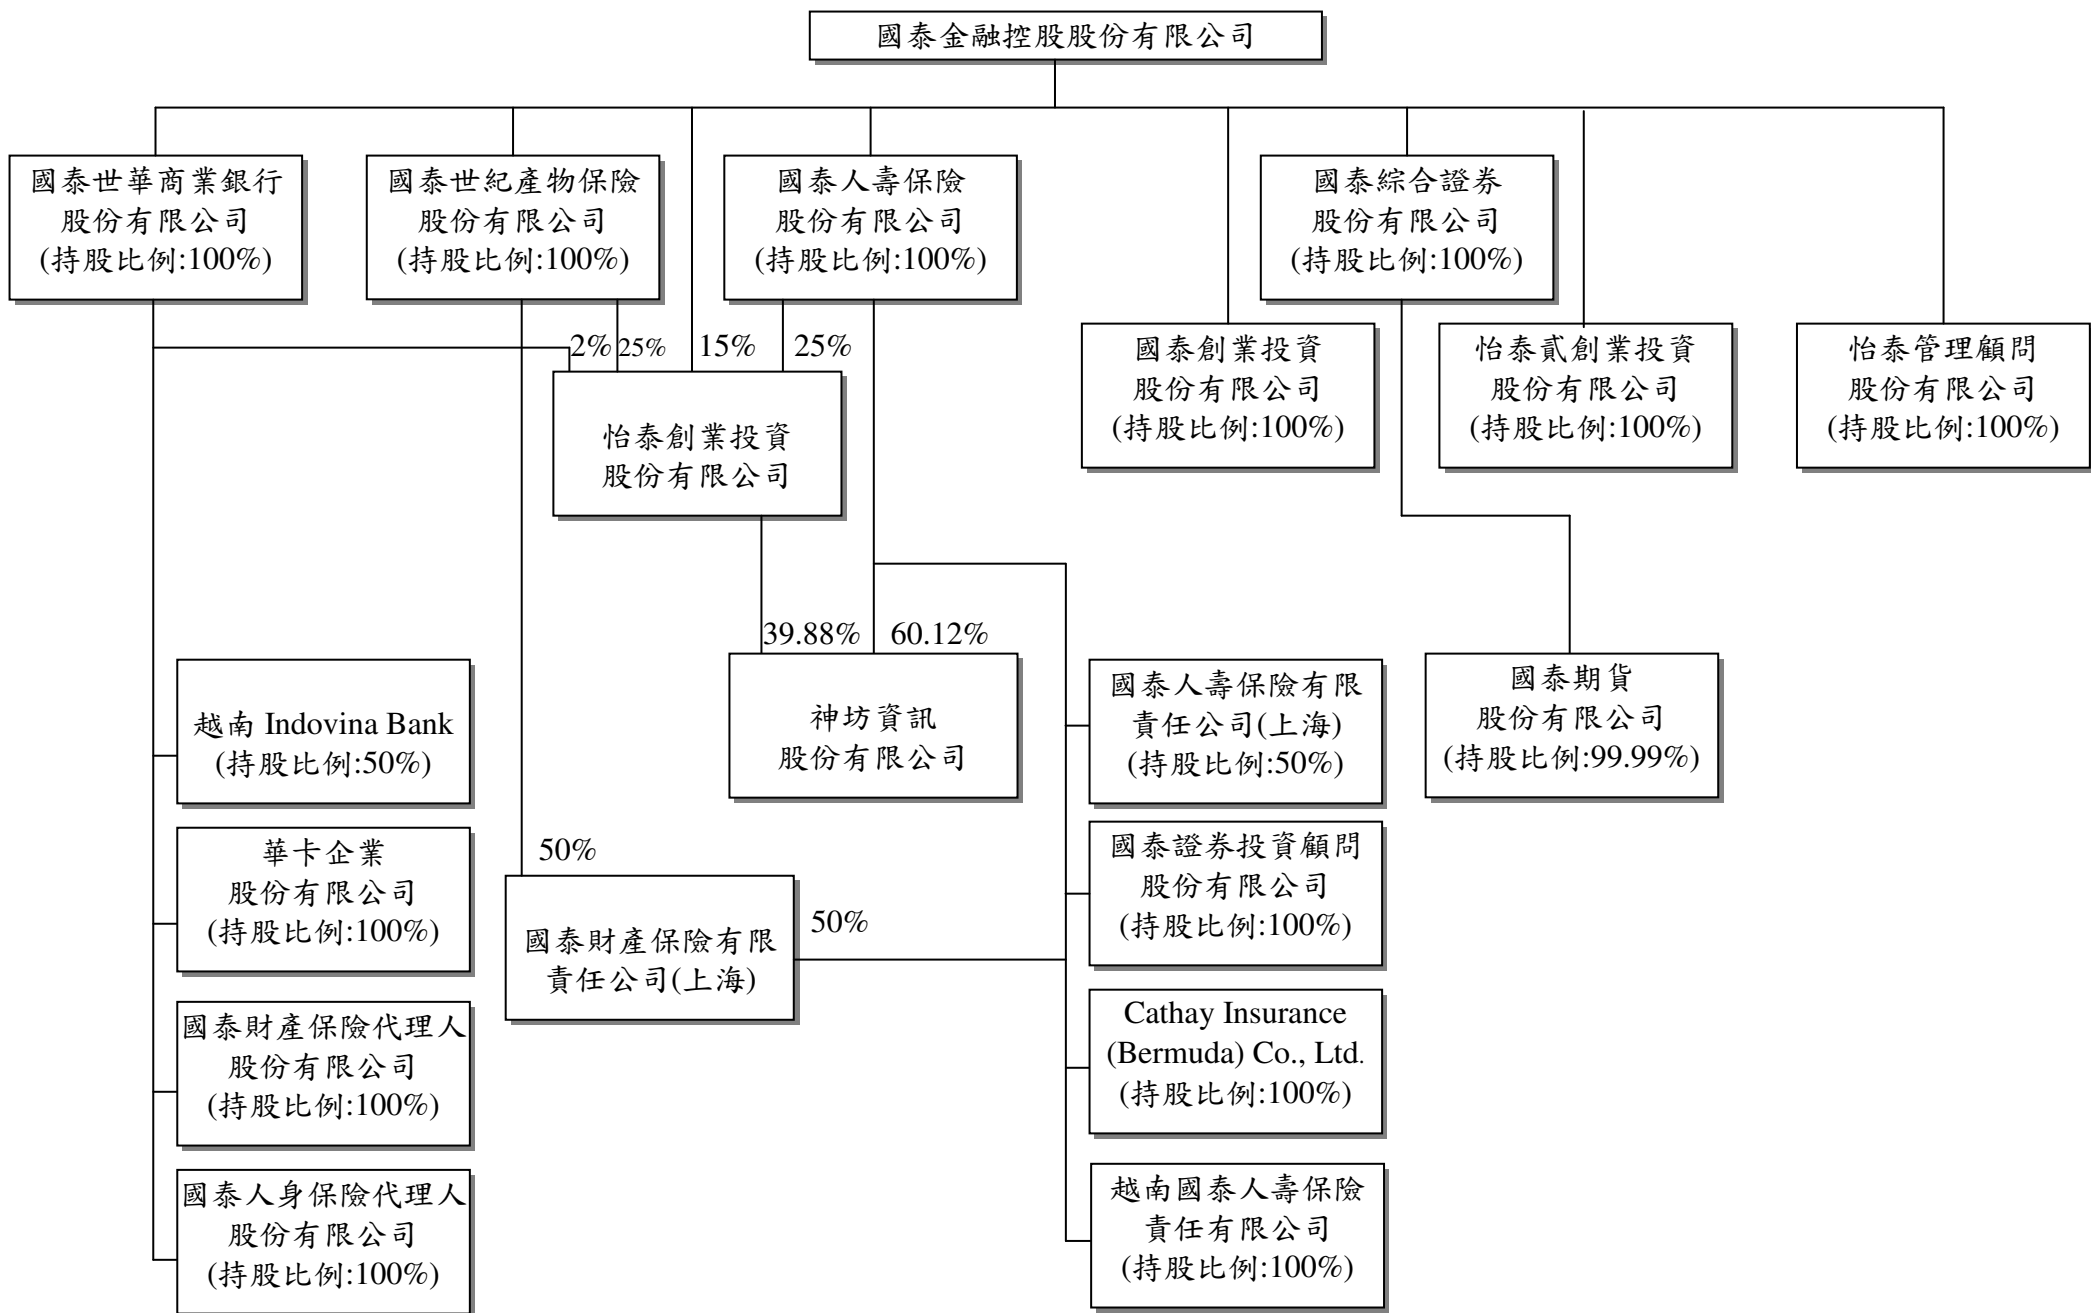 國泰金融控股股份有限公司
國泰世華商業銀行
股份有限公司
(持股比例:100%)
國泰世紀產物保險
股份有限公司
(持股比例:100%)
國泰人壽保險
股份有限公司
(持股比例:100%)
國泰綜合證券
股份有限公司
(持股比例:100%)
2%
25%
15%
25%
國泰創業投資
股份有限公司
(持股比例:100%)
怡泰貳創業投資
股份有限公司
(持股比例:100%)
怡泰管理顧問
股份有限公司
(持股比例:100%)
怡泰創業投資
股份有限公司
39.88%
60.12%
越南 Indovina Bank
(持股比例:50%)
神坊資訊
股份有限公司
國泰人壽保險有限
責任公司(上海)
(持股比例:50%)
國泰期貨
股份有限公司
(持股比例:99.99%)
華卡企業
股份有限公司
(持股比例:100%)
50%
國泰財產保險有限
責任公司(上海)
50%
國泰證券投資顧問
股份有限公司
(持股比例:100%)
國泰財產保險代理人
股份有限公司
(持股比例:100%)
Cathay Insurance
(Bermuda) Co., Ltd.
(持股比例:100%)
國泰人身保險代理人
股份有限公司
(持股比例:100%)
越南國泰人壽保險
責任有限公司
(持股比例:100%)